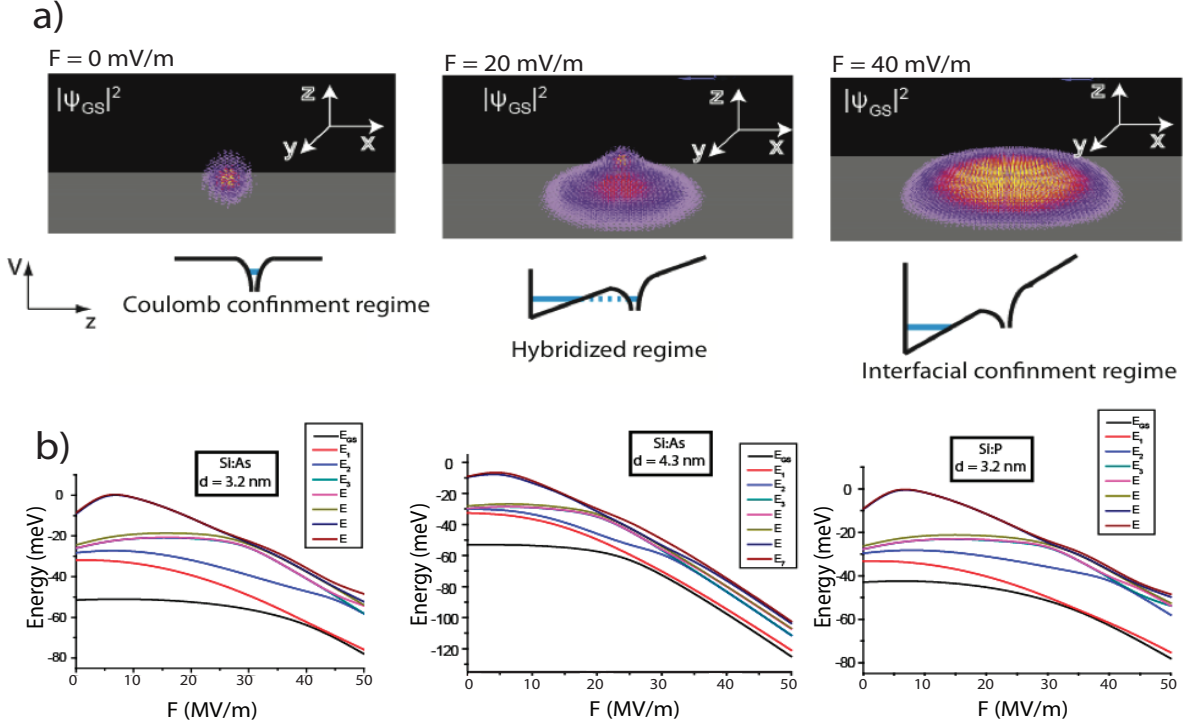 a)
F = 0 mV/m
F = 20 mV/m
F = 40 mV/m
|ψGS|²
z
y
x
|ψGS|²
z
y
x
|ψGS|²
z
y
x
V
z
Coulomb confinment regime
Hybridized regime
Interfacial confinment regime
b)
Si:As
d = 3.2 nm
EGS
E1
E2
E3
E
E
E
E
Energy (meV)
0
-20
-40
-60
-80
0 10 20 30 40 50
F (MV/m)
Si:As
d = 4.3 nm
EGS
E1
E2
E3
E
E
E
E7
Energy (meV)
0
-20
-40
-60
-80
-100
-120
0 10 20 30 40 50
F (MV/m)
Si:P
d = 3.2 nm
EGS
E1
E2
E3
E
E
E
E
Energy (meV)
0
-20
-40
-60
-80
0 10 20 30 40 50
F (MV/m)